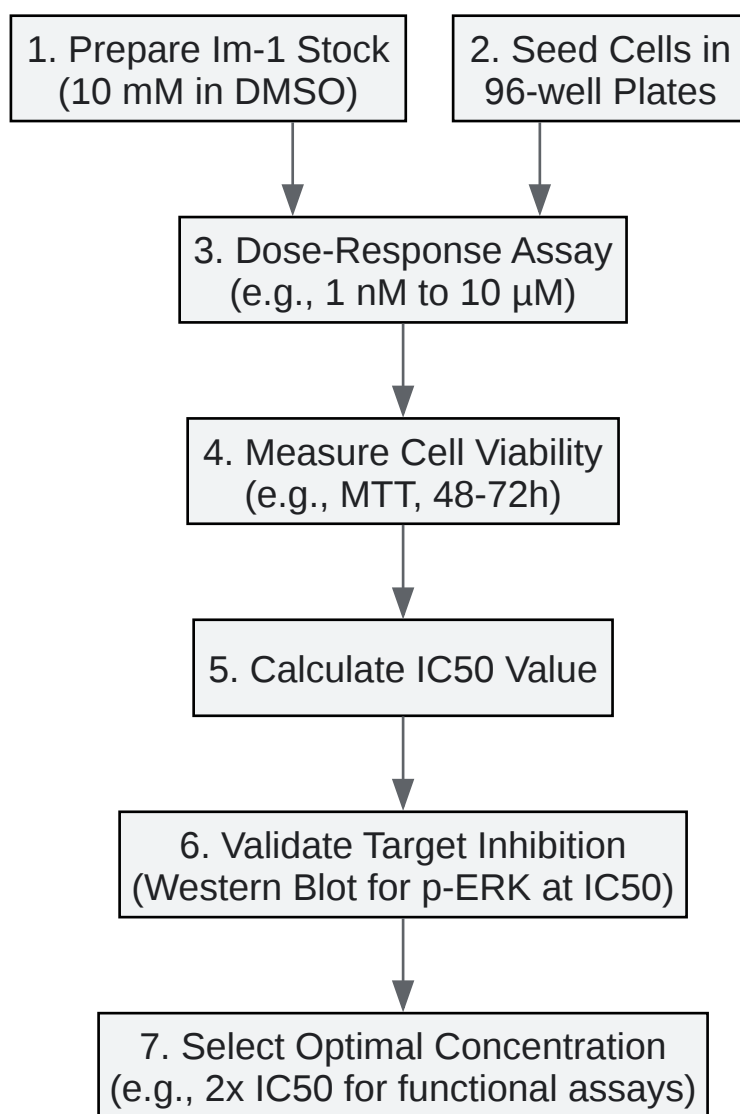 1. Prepare Im-1 Stock
(10 mM in DMSO)
2. Seed Cells in
96-well Plates
3. Dose-Response Assay
(e.g., 1 nM to 10 µM)
4. Measure Cell Viability
(e.g., MTT, 48-72h)
5. Calculate IC50 Value
6. Validate Target Inhibition
(Western Blot for p-ERK at IC50)
7. Select Optimal Concentration
(e.g., 2x IC50 for functional assays)